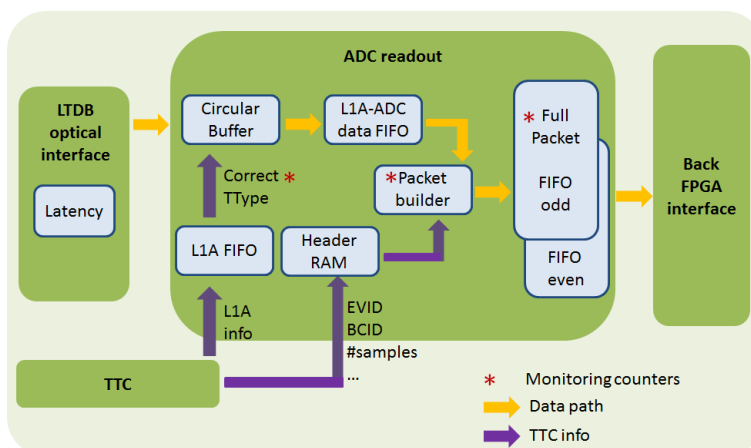 ADC readout
LTDB
optical
interface
Latency
Circular
Buffer
L1A-ADC
data FIFO
* Full
Packet
FIFO
odd
FIFO
even
Back
FPGA
interface
Correct *
TType
*Packet
builder
L1A FIFO
Header
RAM
L1A
info
EVID
BCID
#samples
...
TTC
* Monitoring counters
Data path
TTC info